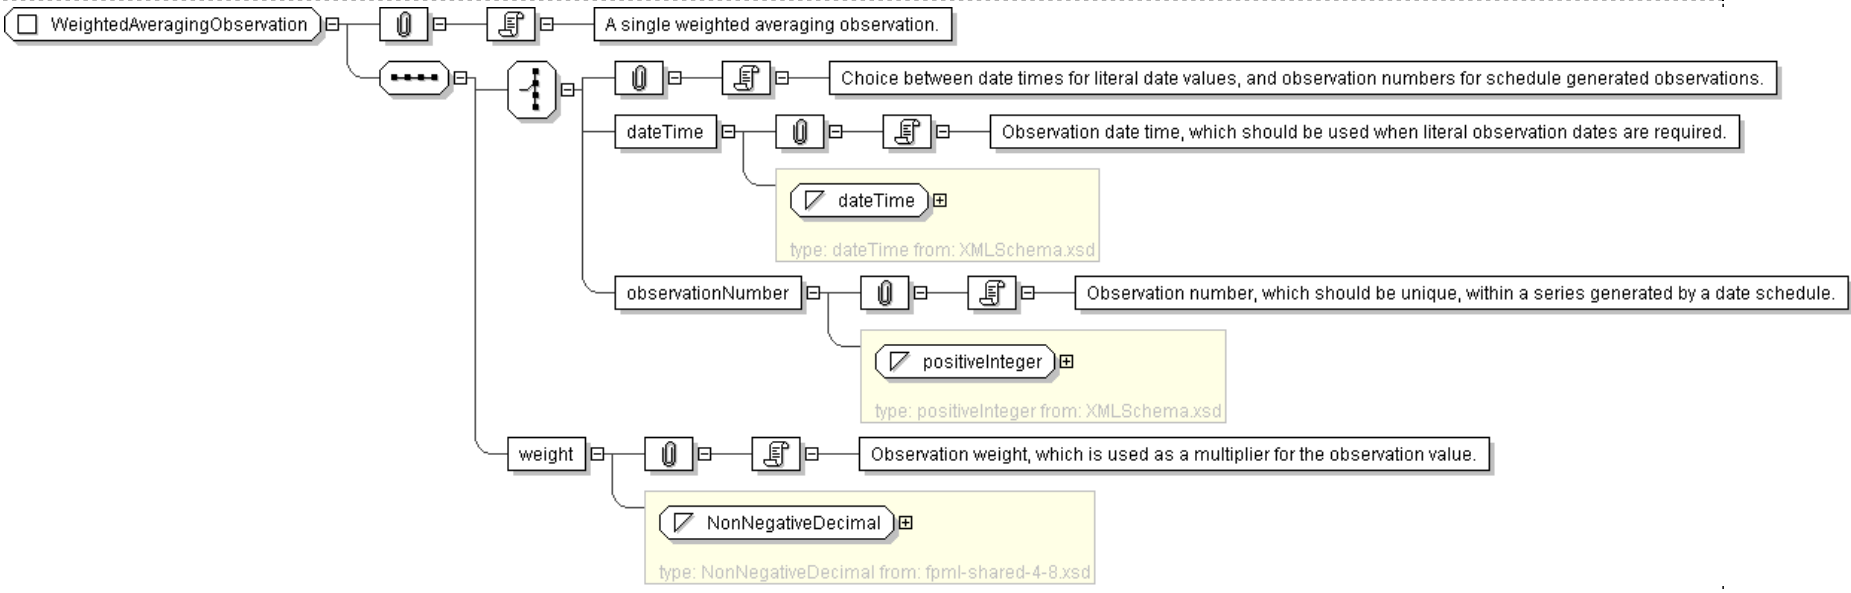 WeightedAveragingObservation
A single weighted averaging observation.
Choice between date times for literal date values, and observation numbers for schedule generated observations.
dateTime
Observation date time, which should be used when literal observation dates are required.
dateTime
type: dateTime from: XMLSchema.xsd
observationNumber
Observation number, which should be unique, within a series generated by a date schedule.
positiveInteger
type: positiveInteger from: XMLSchema.xsd
weight
Observation weight, which is used as a multiplier for the observation value.
NonNegativeDecimal
type: NonNegativeDecimal from: fpml-shared-4-8.xsd